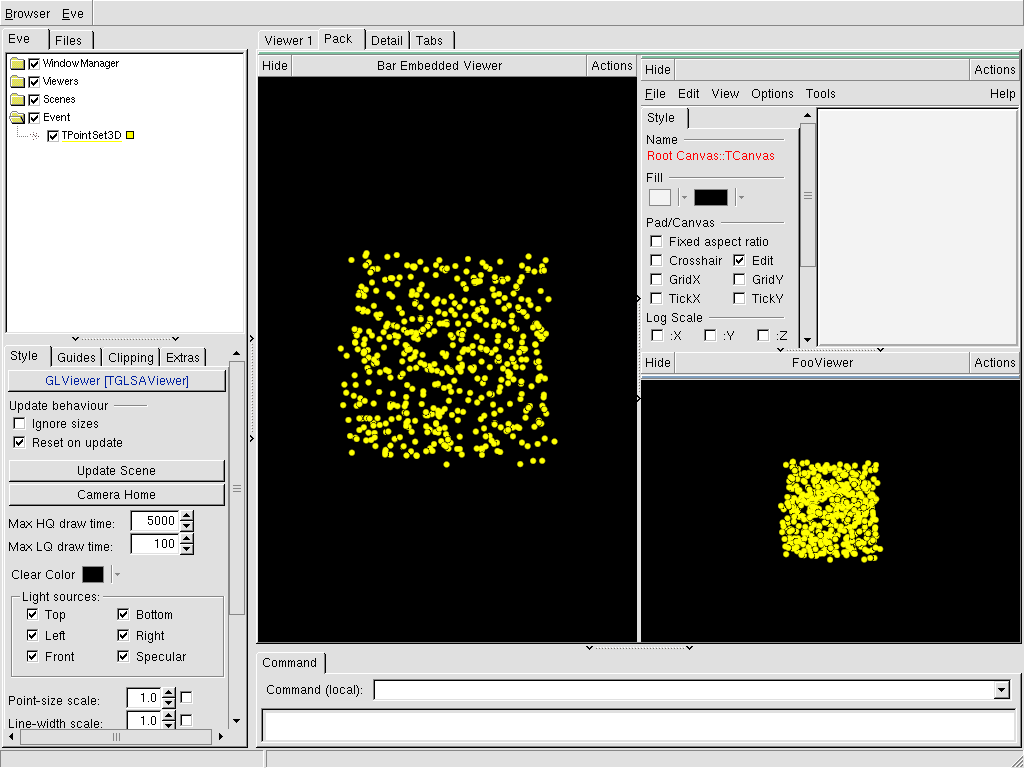 Browser Eve
Eve Files
WindowManager
Viewers
Scenes
Event
TPointSet3D
Style Guides Clipping Extras
GLViewer [TGLSAViewer]
Update behaviour
Ignore sizes
Reset on update
Update Scene
Camera Home
Max HQ draw time: 5000
Max LQ draw time: 100
Clear Color
Light sources:
Top Bottom
Left Right
Front Specular
Point-size scale: 1.0
Line-width scale: 1.0
Viewer 1 Pack Detail Tabs
Hide Bar Embedded Viewer Actions
Hide Actions
File Edit View Options Tools Help
Style
Name
Root Canvas::TCanvas
Fill
Pad/Canvas
Fixed aspect ratio
Crosshair Edit
GridX GridY
TickX TickY
Log Scale
:X :Y :Z
Hide FooViewer Actions
Command
Command (local):